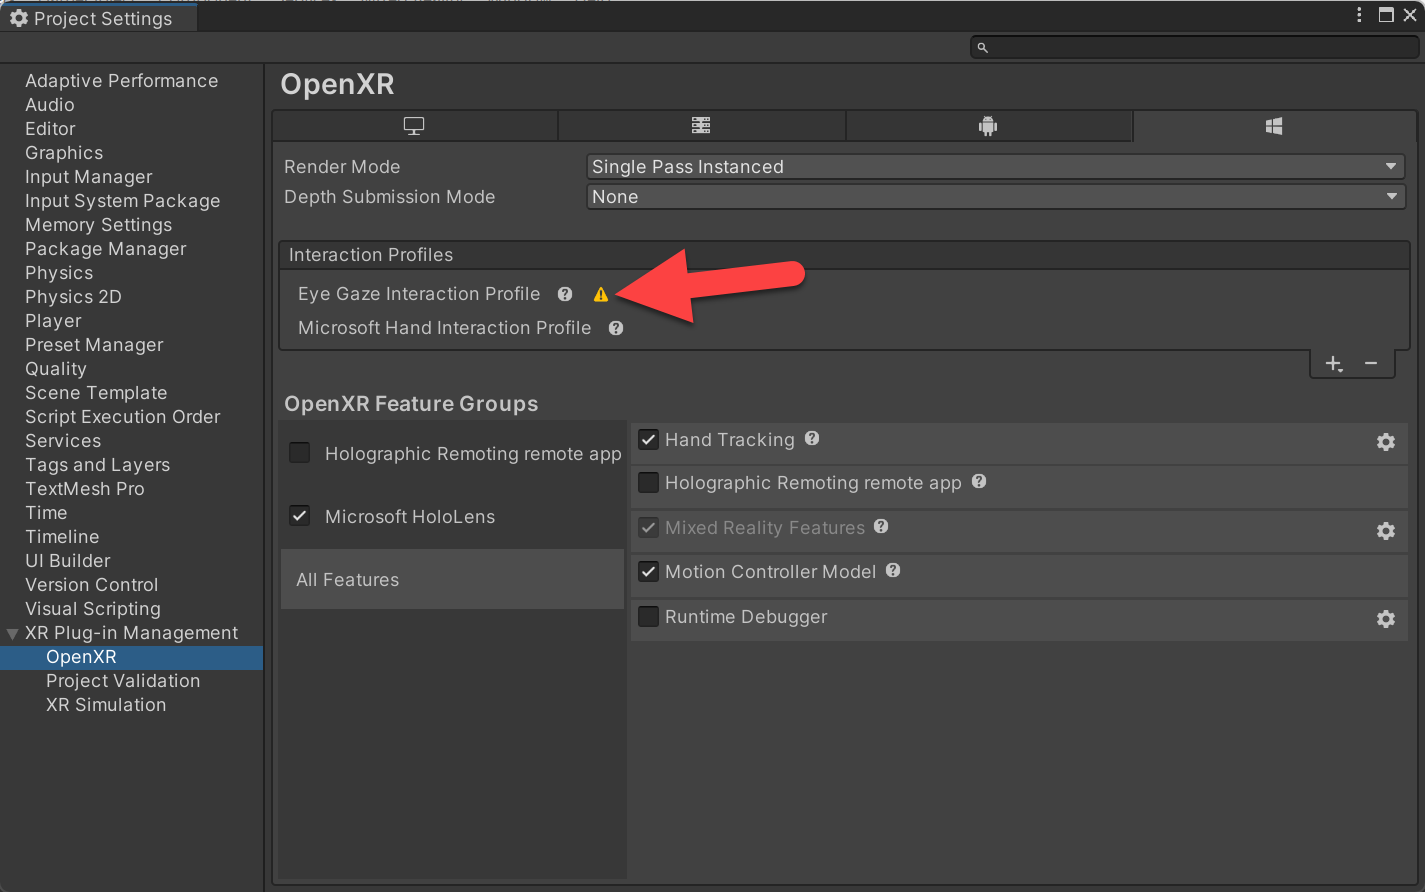 Project Settings
Adaptive Performance
Audio
Editor
Graphics
Input Manager
Input System Package
Memory Settings
Package Manager
Physics
Physics 2D
Player
Preset Manager
Quality
Scene Template
Script Execution Order
Services
Tags and Layers
TextMesh Pro
Time
Timeline
UI Builder
Version Control
Visual Scripting
XR Plug-in Management
OpenXR
Project Validation
XR Simulation
OpenXR
Render Mode
Single Pass Instanced
Depth Submission Mode
None
Interaction Profiles
Eye Gaze Interaction Profile
Microsoft Hand Interaction Profile
OpenXR Feature Groups
Holographic Remoting remote app
Microsoft HoloLens
All Features
Hand Tracking
Holographic Remoting remote app
Mixed Reality Features
Motion Controller Model
Runtime Debugger